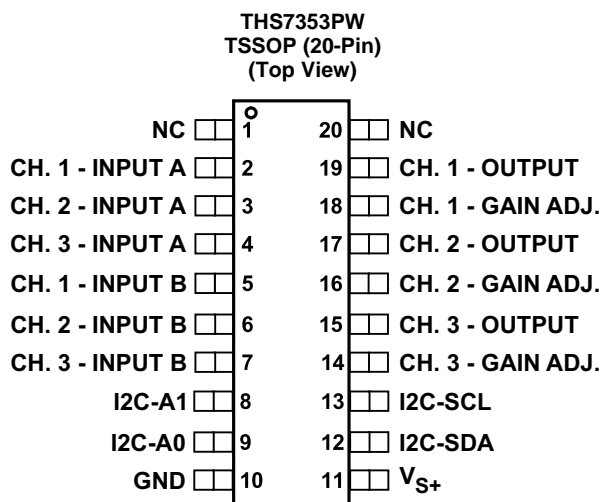 THS7353PW
TSSOP (20-Pin)
(Top View)
NC 1 20 NC
CH. 1 - INPUT A 2 19 CH. 1 - OUTPUT
CH. 2 - INPUT A 3 18 CH. 1 - GAIN ADJ.
CH. 3 - INPUT A 4 17 CH. 2 - OUTPUT
CH. 1 - INPUT B 5 16 CH. 2 - GAIN ADJ.
CH. 2 - INPUT B 6 15 CH. 3 - OUTPUT
CH. 3 - INPUT B 7 14 CH. 3 - GAIN ADJ.
I2C-A1 8 13 I2C-SCL
I2C-A0 9 12 I2C-SDA
GND 10 11 VS+